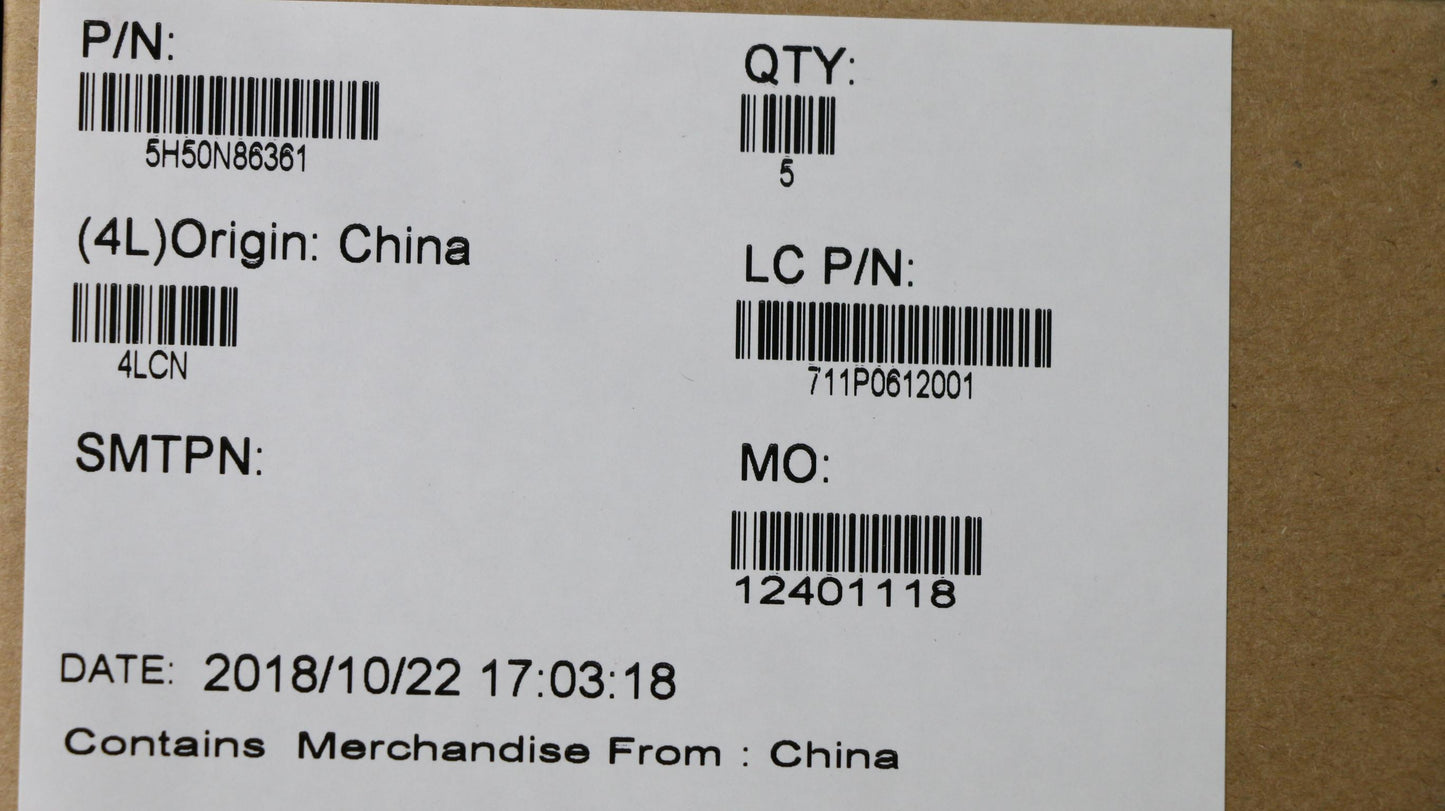 P/N:
5H50N86361
QTY:
5
(4L)Origin: China
4LCN
LC P/N:
711P0612001
SMTPN:
MO:
12401118
DATE: 2018/10/22 17:03:18
Contains Merchandise From : China